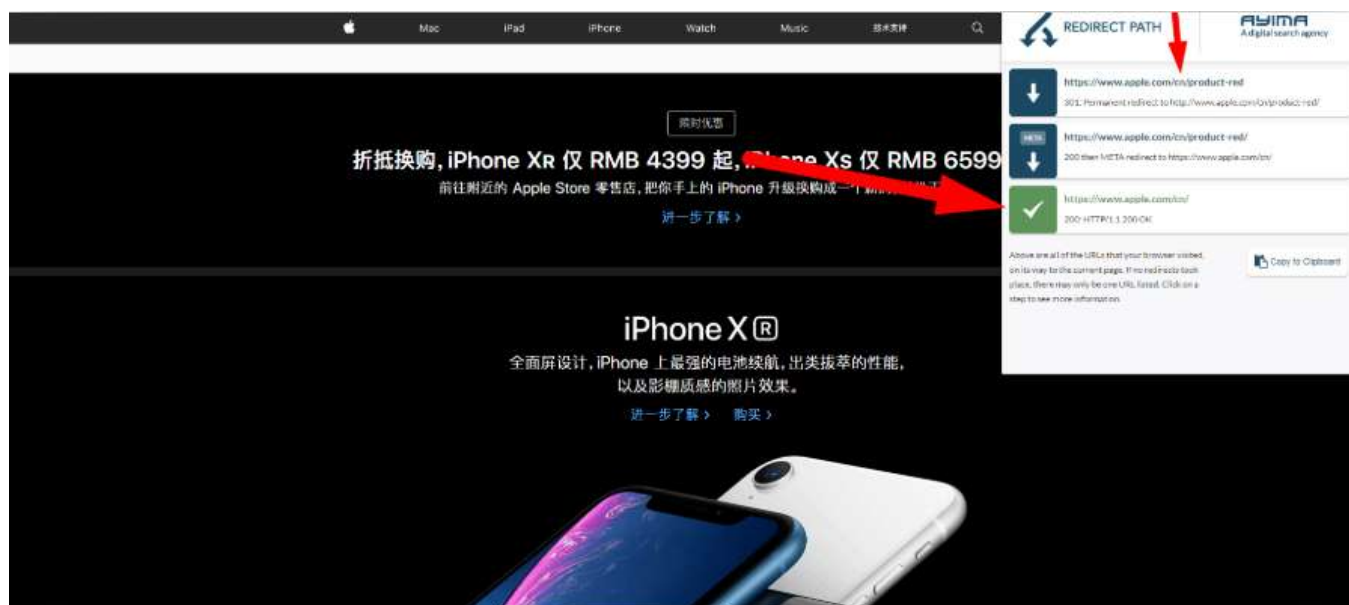 Mac iPad iPhone Watch Music 技术支持
限时优惠
折抵换购, iPhone XR 仅 RMB 4399 起, iPhone Xs 仅 RMB 6599
前往附近的 Apple Store 零售店, 把你手上的 iPhone 升级换购成一个新的
进一步了解 >
iPhone XR
全面屏设计, iPhone 上最强的电池续航, 出类拔萃的性能,
以及影棚质感的照片效果。
进一步了解 > 购买 >
REDIRECT PATH
AYIMA
A digital search agency
https://www.apple.com/cn/product-red
301: Permanent redirect to http://www.apple.com/cn/product-red/
META
https://www.apple.com/cn/product-red/
200 then META redirect to https://www.apple.com/cn/
https://www.apple.com/cn/
200: HTTP/1.1 200 OK
Above are all of the URLs that your browser visited,
on its way to the current page. If no redirects took
place, there may only be one URL listed. Click on a
step to see more information.
Copy to Clipboard